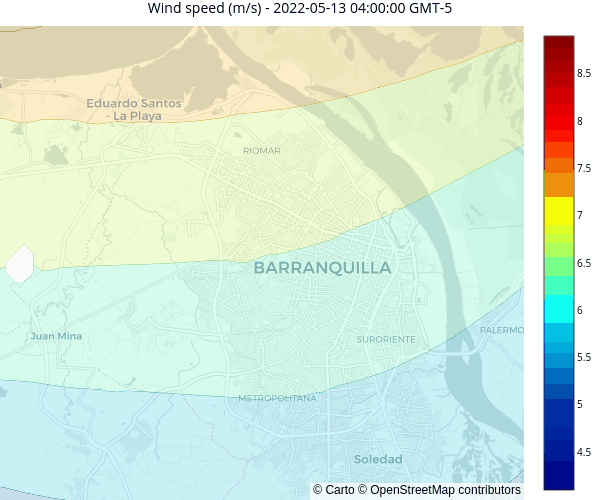 Wind speed (m/s) - 2022-05-13 04:00:00 GMT-5
Eduardo Santos
- La Playa
RIOMAR
BARRANQUILLA
Juan Mina
SURORIENTE
PALERMO
METROPOLITANA
Soledad
© Carto © OpenStreetMap contributors
8.5
8
7.5
7
6.5
6
5.5
5
4.5